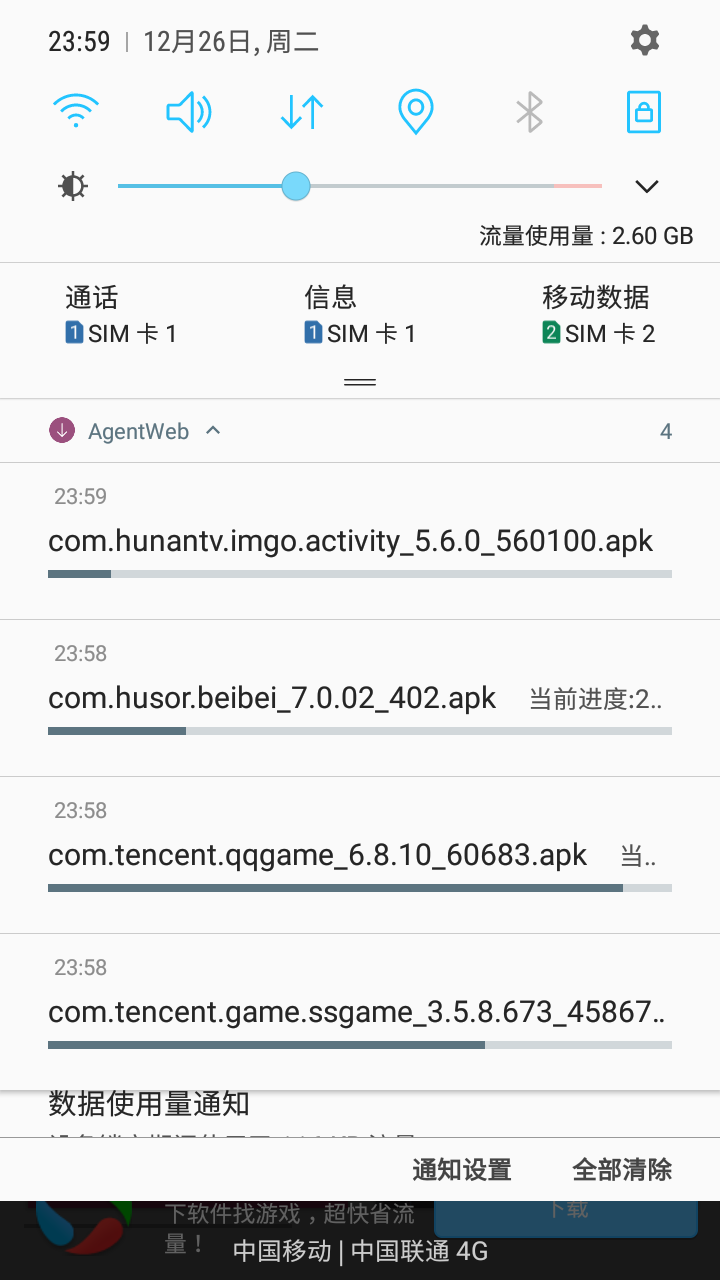 23:59 | 12月26日, 周二
流量使用量 : 2.60 GB
通话 信息 移动数据
1 SIM 卡 1 1 SIM 卡 1 2 SIM 卡 2
AgentWeb 4
23:59
com.hunantv.imgo.activity_5.6.0_560100.apk
23:58
com.husor.beibei_7.0.02_402.apk 当前进度:2..
23:58
com.tencent.qqgame_6.8.10_60683.apk 当..
23:58
com.tencent.game.ssgame_3.5.8.673_45867..
数据使用量通知
通知设置 全部清除
下软件找游戏，超快省流 下载
量！
中国移动 | 中国联通 4G